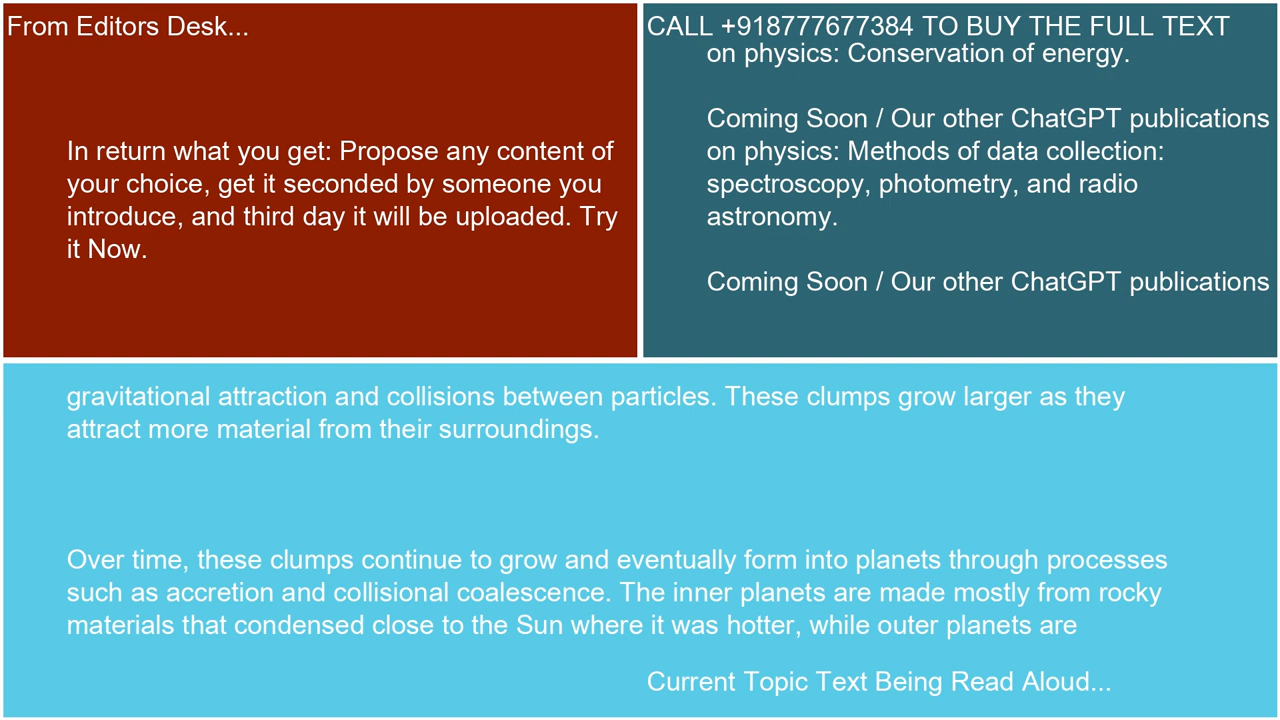 From Editors Desk...
In return what you get: Propose any content of
your choice, get it seconded by someone you
introduce, and third day it will be uploaded. Try
it Now.
CALL +918777677384 TO BUY THE FULL TEXT
on physics: Conservation of energy.
Coming Soon / Our other ChatGPT publications
on physics: Methods of data collection:
spectroscopy, photometry, and radio
astronomy.
Coming Soon / Our other ChatGPT publications
gravitational attraction and collisions between particles. These clumps grow larger as they
attract more material from their surroundings.
Over time, these clumps continue to grow and eventually form into planets through processes
such as accretion and collisional coalescence. The inner planets are made mostly from rocky
materials that condensed close to the Sun where it was hotter, while outer planets are
Current Topic Text Being Read Aloud...